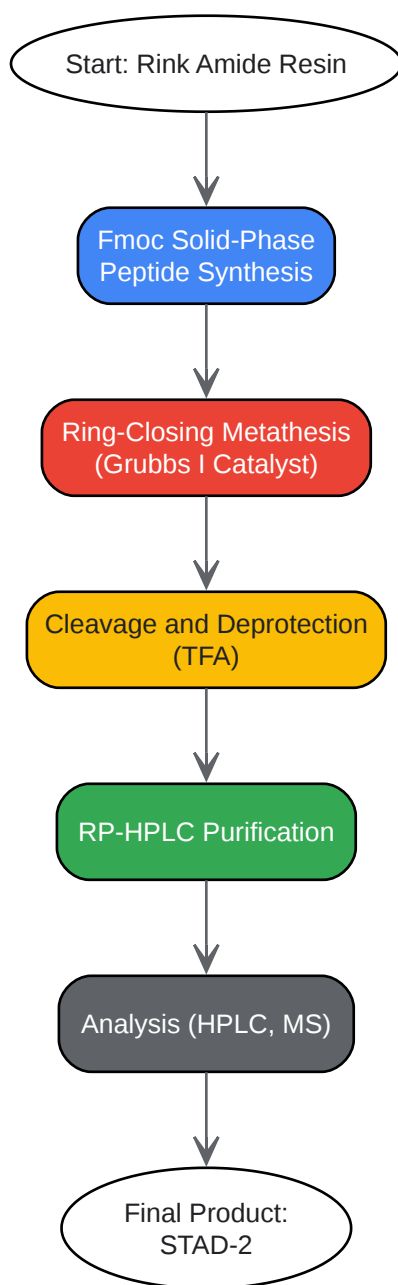 Start: Rink Amide Resin
Fmoc Solid-Phase
Peptide Synthesis
Ring-Closing Metathesis
(Grubbs I Catalyst)
Cleavage and Deprotection
(TFA)
RP-HPLC Purification
Analysis (HPLC, MS)
Final Product:
STAD-2